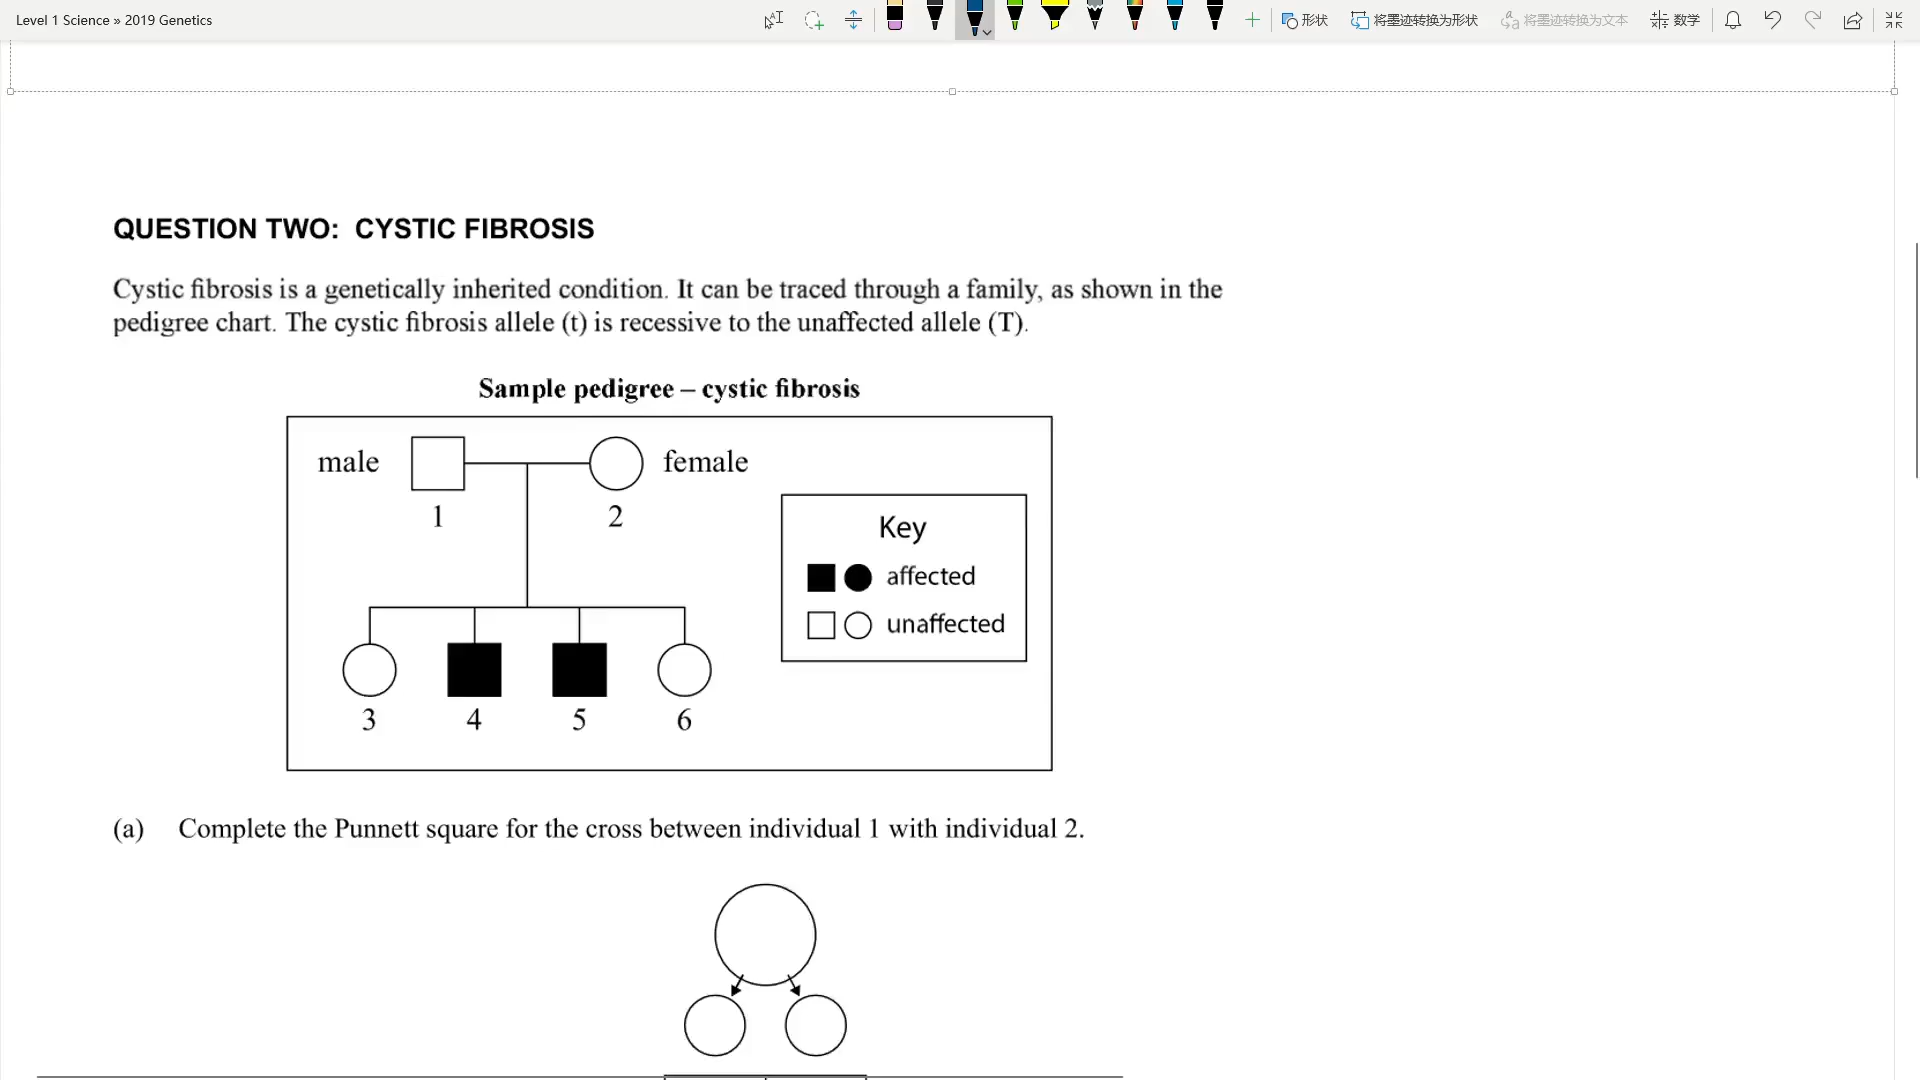 Level 1 Science » 2019 Genetics
形状
将墨迹转换为形状
将墨迹转换为文本
数学
QUESTION TWO: CYSTIC FIBROSIS
Cystic fibrosis is a genetically inherited condition. It can be traced through a family, as shown in the
pedigree chart. The cystic fibrosis allele (t) is recessive to the unaffected allele (T).
Sample pedigree – cystic fibrosis
male
female
1
2
Key
affected
unaffected
3
4
5
6
(a) Complete the Punnett square for the cross between individual 1 with individual 2.